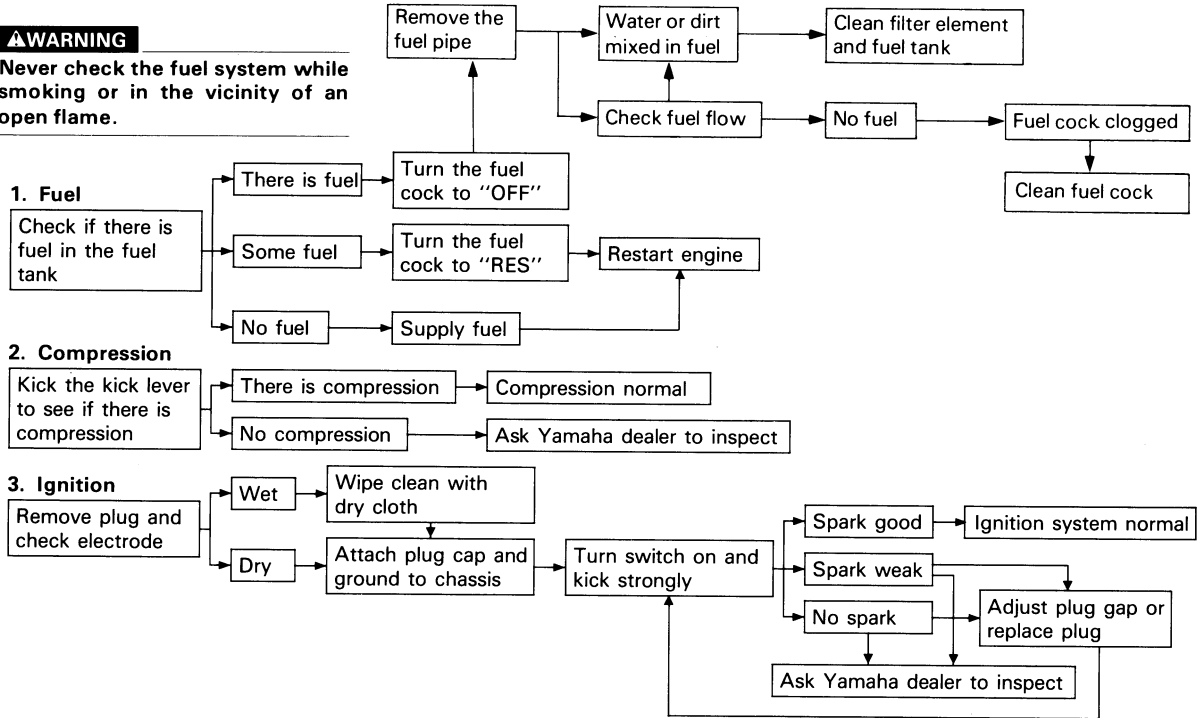 ⚠WARNING
Never check the fuel system while
smoking or in the vicinity of an
open flame.
Remove the
fuel pipe
Water or dirt
mixed in fuel
Clean filter element
and fuel tank
Check fuel flow
No fuel
Fuel cock clogged
Clean fuel cock
1. Fuel
Check if there is
fuel in the fuel
tank
There is fuel
Turn the fuel
cock to "OFF"
Some fuel
Turn the fuel
cock to "RES"
Restart engine
No fuel
Supply fuel
2. Compression
Kick the kick lever
to see if there is
compression
There is compression
Compression normal
No compression
Ask Yamaha dealer to inspect
3. Ignition
Remove plug and
check electrode
Wet
Wipe clean with
dry cloth
Dry
Attach plug cap and
ground to chassis
Turn switch on and
kick strongly
Spark good
Ignition system normal
Spark weak
No spark
Adjust plug gap or
replace plug
Ask Yamaha dealer to inspect